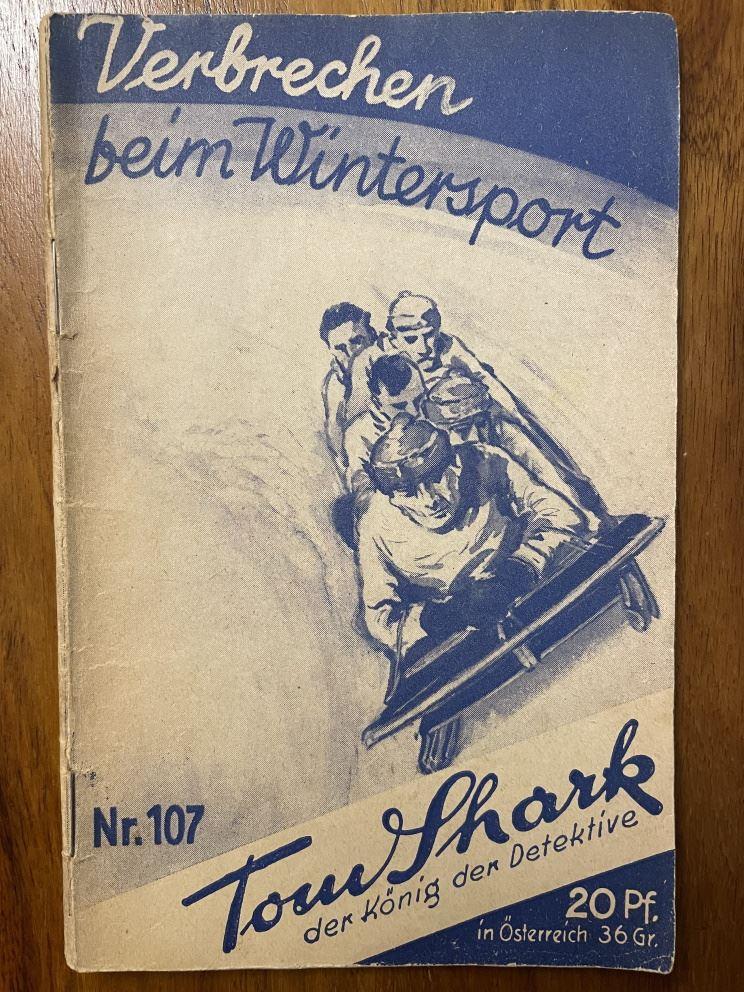 Verbrechen
beim Wintersport
Nr. 107
Tom Shark
der König der Detektive
20 Pf.
in Österreich 36 Gr.